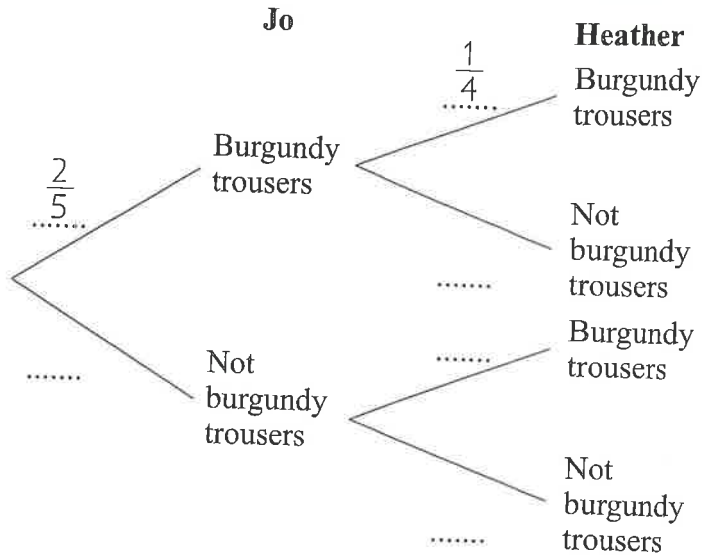 Jo
Heather
1
4
Burgundy
trousers
Burgundy
trousers
2
5
.......
.......
Not
burgundy
trousers
.......
Not
burgundy
trousers
.......
.......
Burgundy
trousers
Not
burgundy
trousers
.......